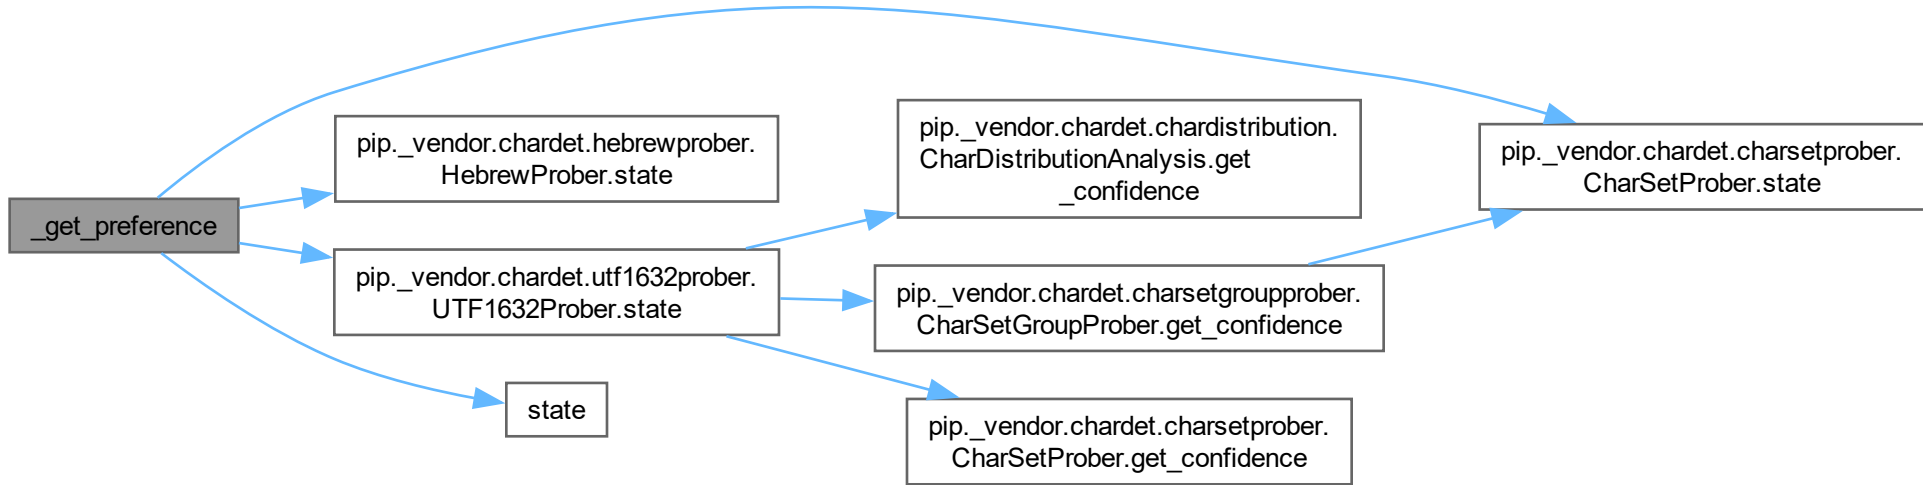 _get_preference
pip._vendor.chardet.hebrewprober.
HebrewProber.state
pip._vendor.chardet.utf1632prober.
UTF1632Prober.state
state
pip._vendor.chardet.chardistribution.
CharDistributionAnalysis.get
_confidence
pip._vendor.chardet.charsetgroupprober.
CharSetGroupProber.get_confidence
pip._vendor.chardet.charsetprober.
CharSetProber.get_confidence
pip._vendor.chardet.charsetprober.
CharSetProber.state